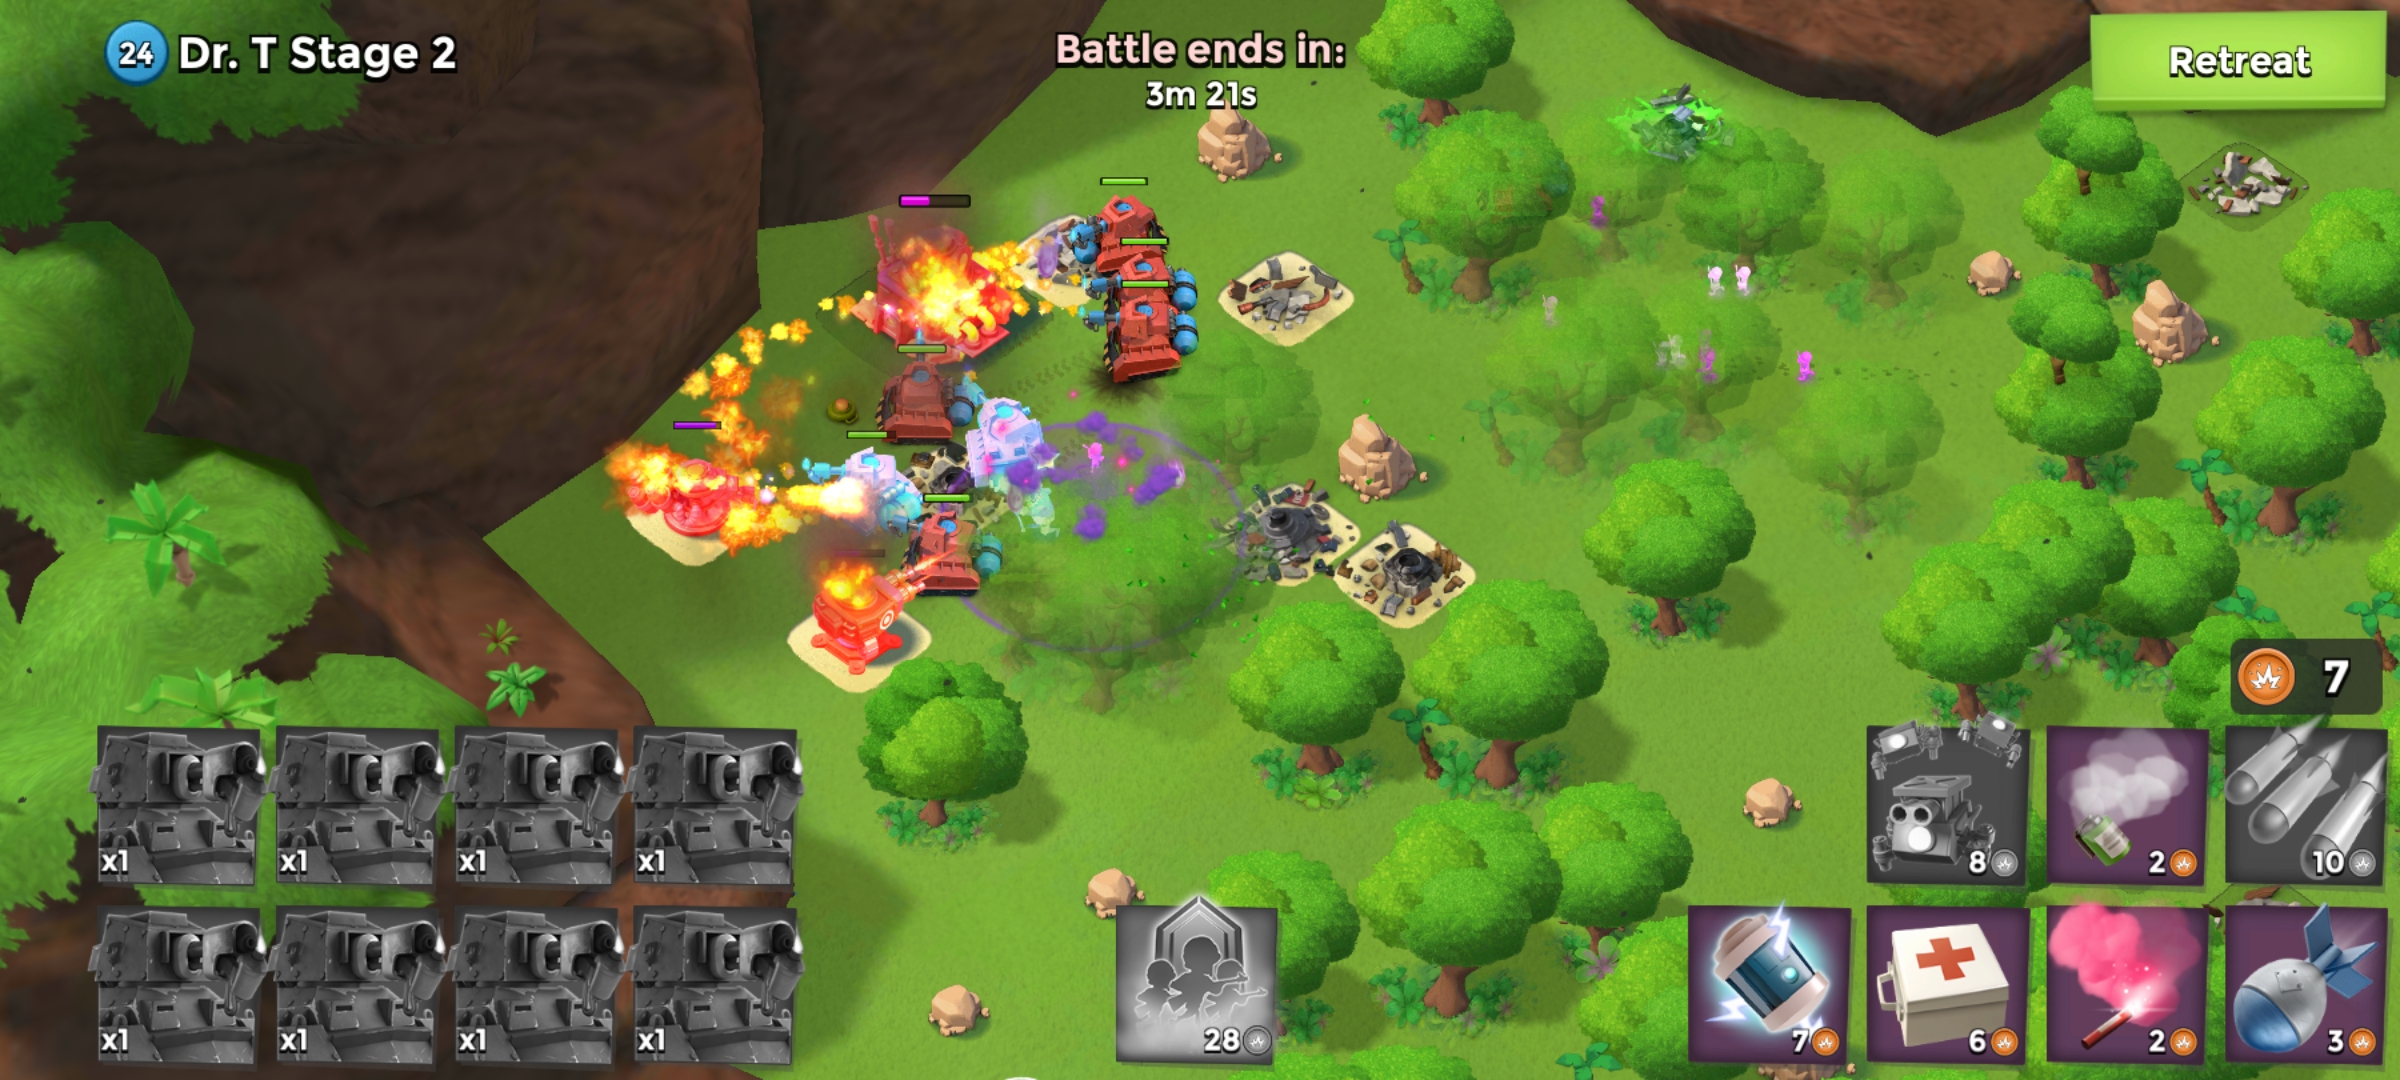 24 Dr. T Stage 2
Battle ends in:
3m 21s
Retreat
7
x1 x1 x1 x1
8 2 10
x1 x1 x1 x1
28
7 6 2 3